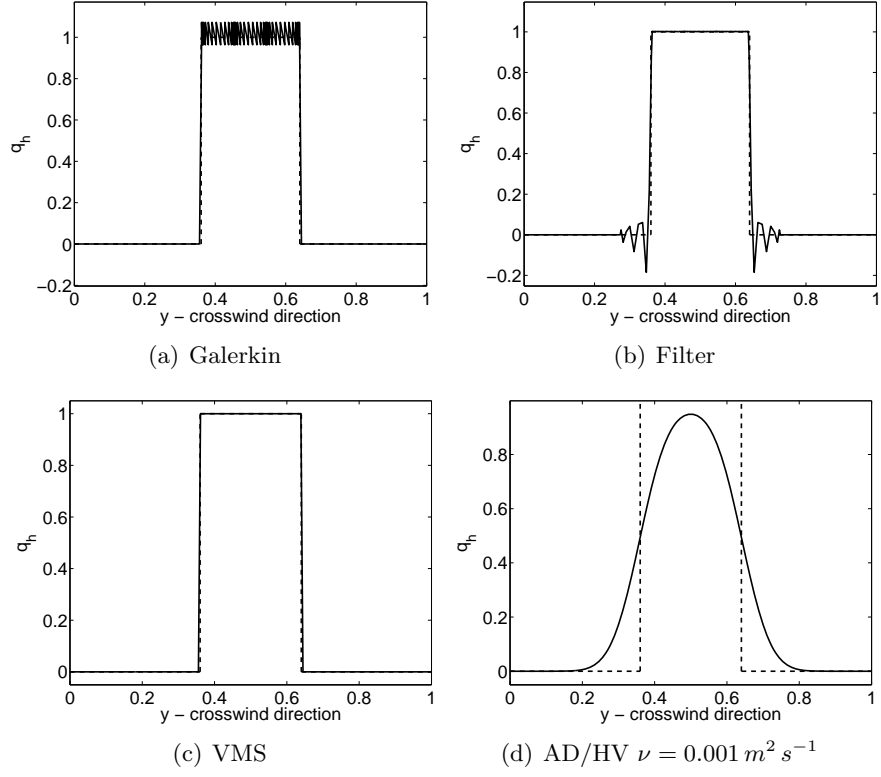 1
0.8
0.6
0.4
0.2
0
−0.2
q_h
0 0.2 0.4 0.6 0.8 1
y − crosswind direction
(a) Galerkin
1
0.8
0.6
0.4
0.2
0
−0.2
q_h
0 0.2 0.4 0.6 0.8 1
y − crosswind direction
(b) Filter
1
0.8
0.6
0.4
0.2
0
q_h
0 0.2 0.4 0.6 0.8 1
y − crosswind direction
(c) VMS
0.8
0.6
0.4
0.2
0
q_h
0 0.2 0.4 0.6 0.8 1
y − crosswind direction
(d) AD/HV ν = 0.001 m² s⁻¹